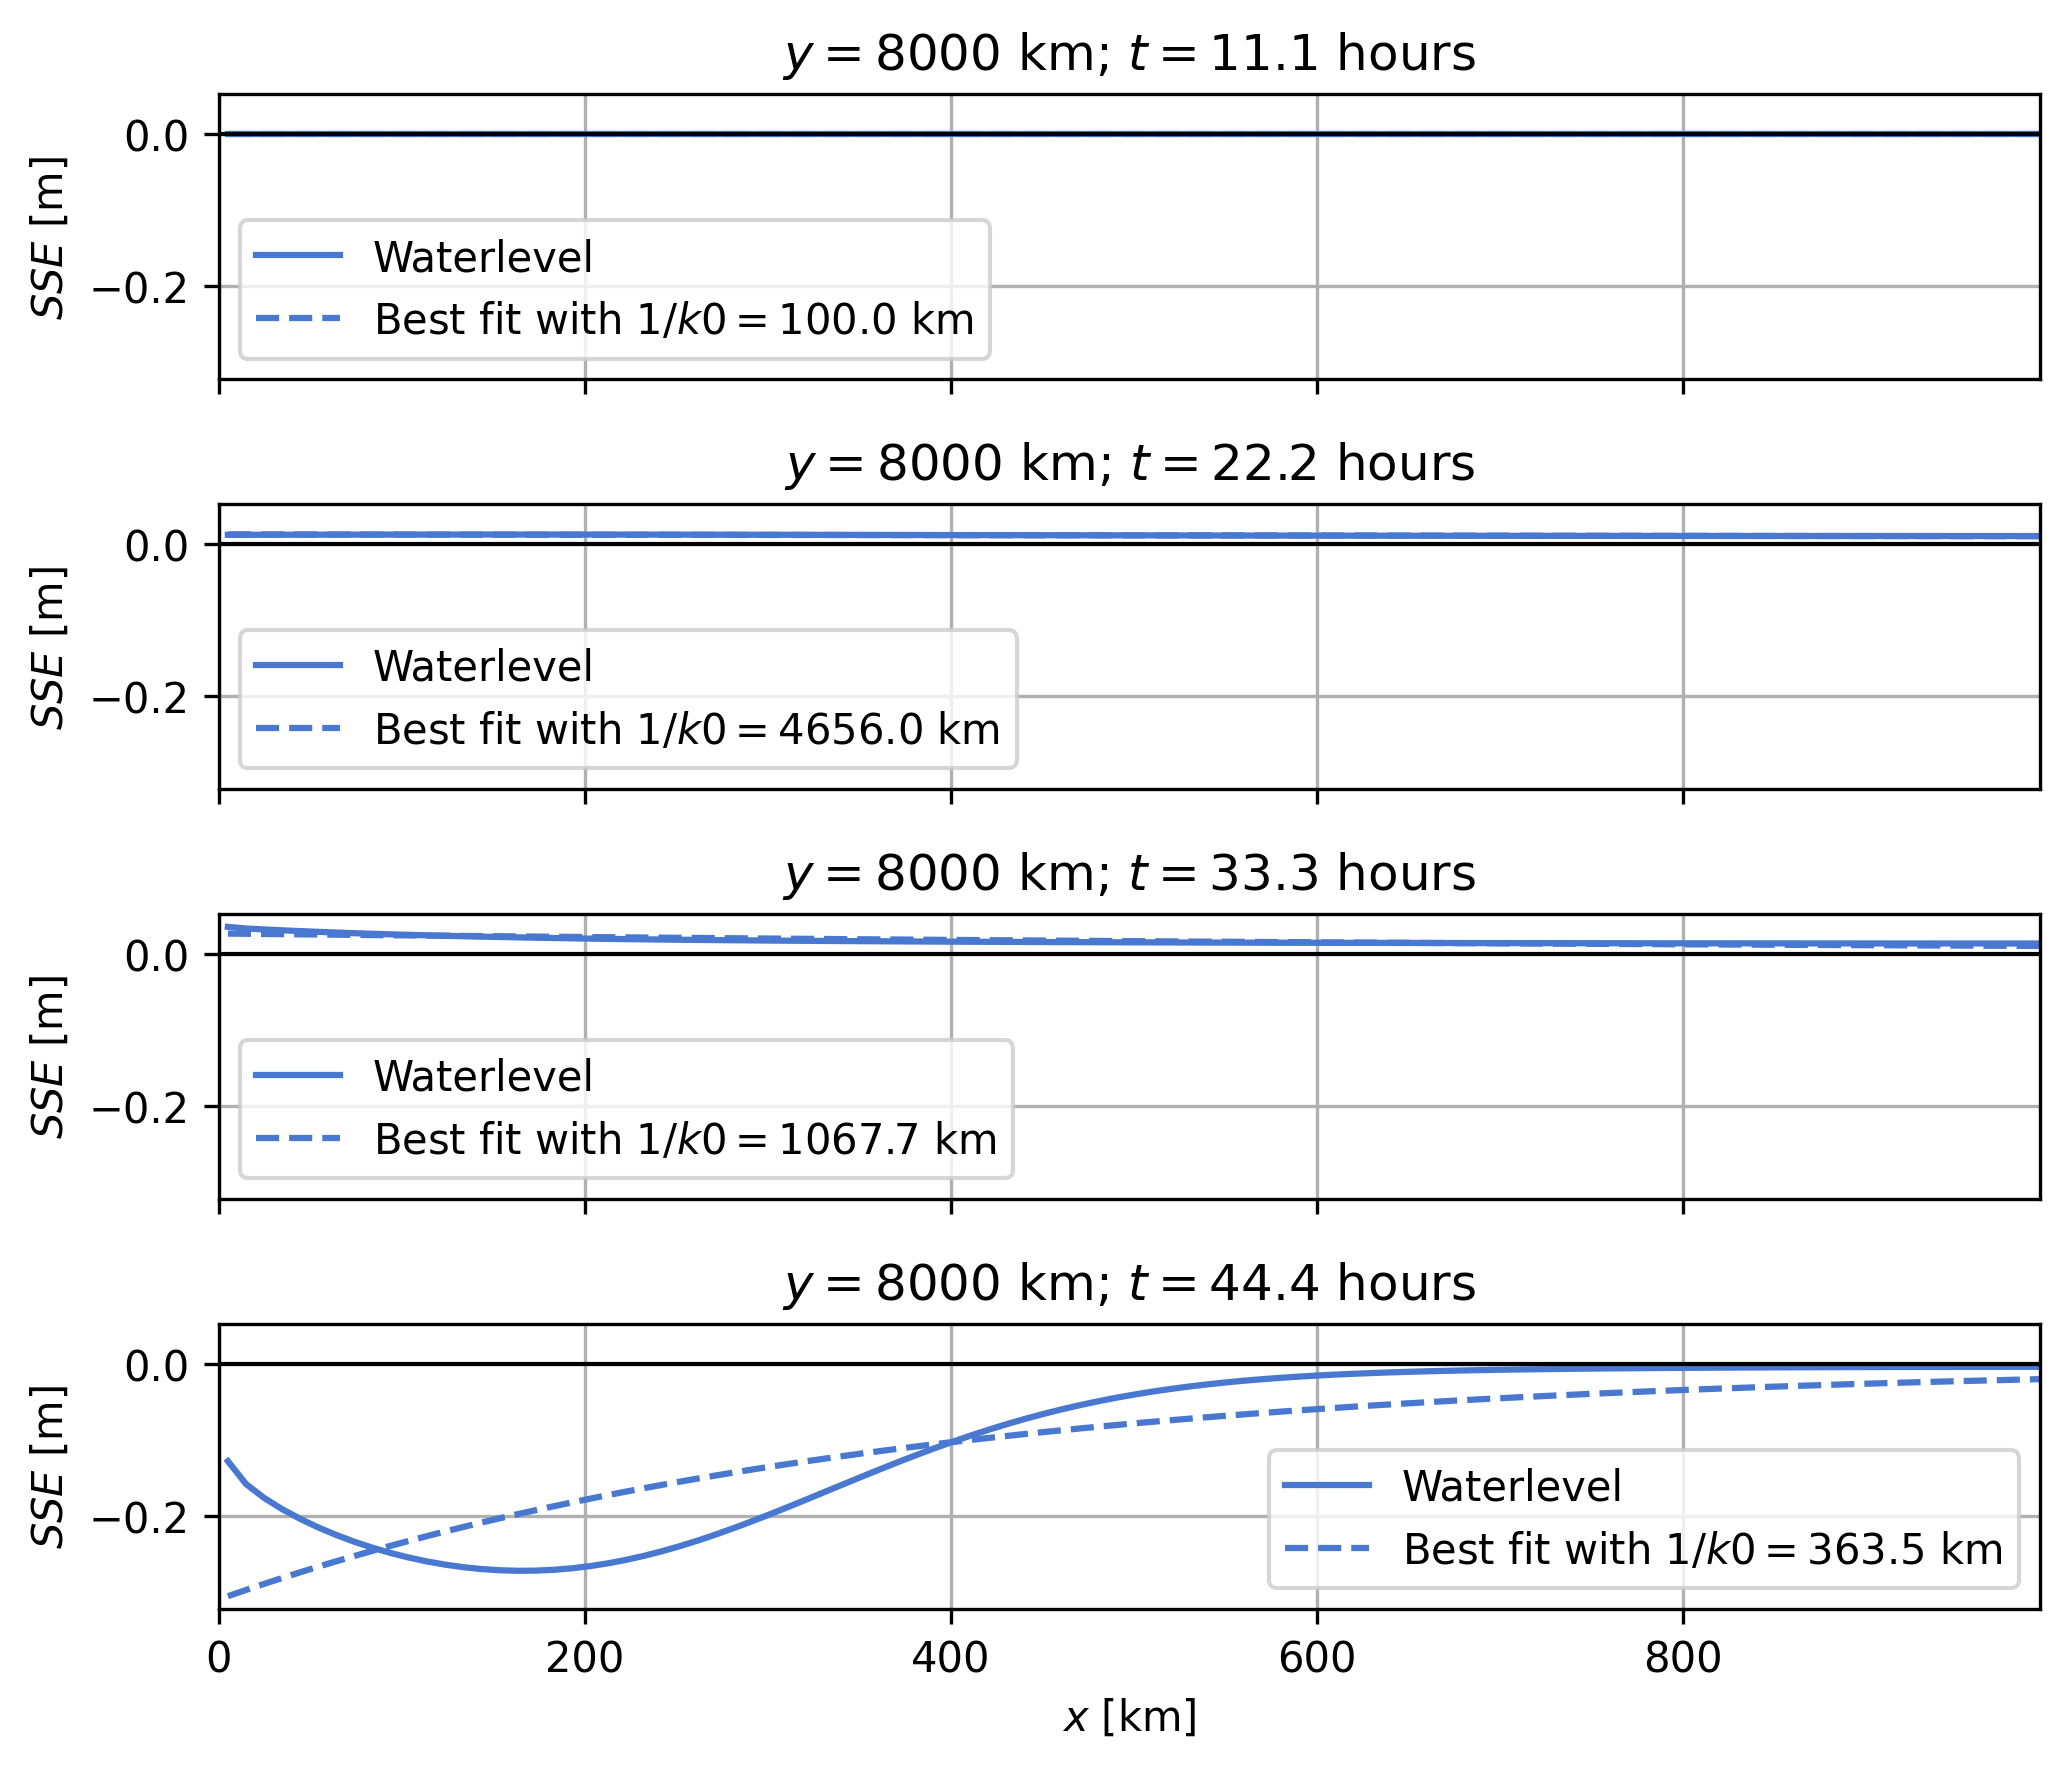 y = 8000 km; t = 11.1 hours
0.0
−0.2
SSE [m]
Waterlevel
Best fit with 1/k0 = 100.0 km
y = 8000 km; t = 22.2 hours
0.0
−0.2
SSE [m]
Waterlevel
Best fit with 1/k0 = 4656.0 km
y = 8000 km; t = 33.3 hours
0.0
−0.2
SSE [m]
Waterlevel
Best fit with 1/k0 = 1067.7 km
y = 8000 km; t = 44.4 hours
0.0
−0.2
SSE [m]
Waterlevel
Best fit with 1/k0 = 363.5 km
0 200 400 600 800
x [km]